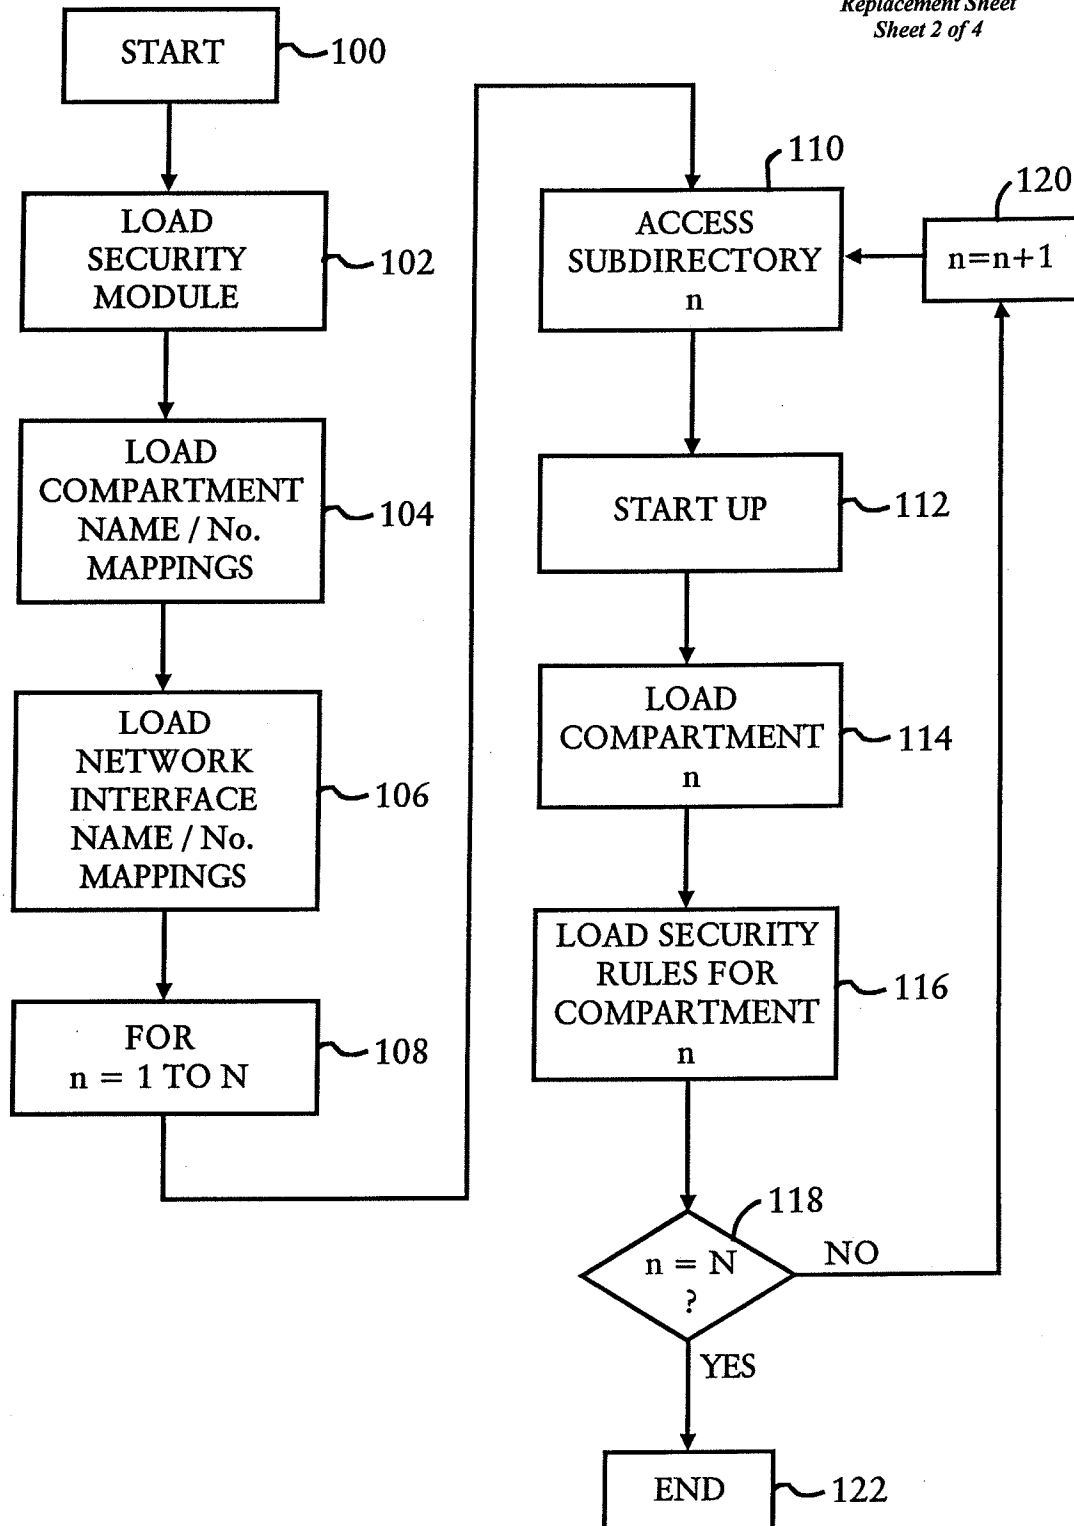 Replacement Sheet
Sheet 2 of 4
START
100
LOAD
SECURITY
MODULE
102
LOAD
COMPARTMENT
NAME / No.
MAPPINGS
104
LOAD
NETWORK
INTERFACE
NAME / No.
MAPPINGS
106
FOR
n = 1 TO N
108
ACCESS
SUBDIRECTORY
n
110
n=n+1
120
START UP
112
LOAD
COMPARTMENT
n
114
LOAD SECURITY
RULES FOR
COMPARTMENT
n
116
n = N
?
118
NO
YES
END
122